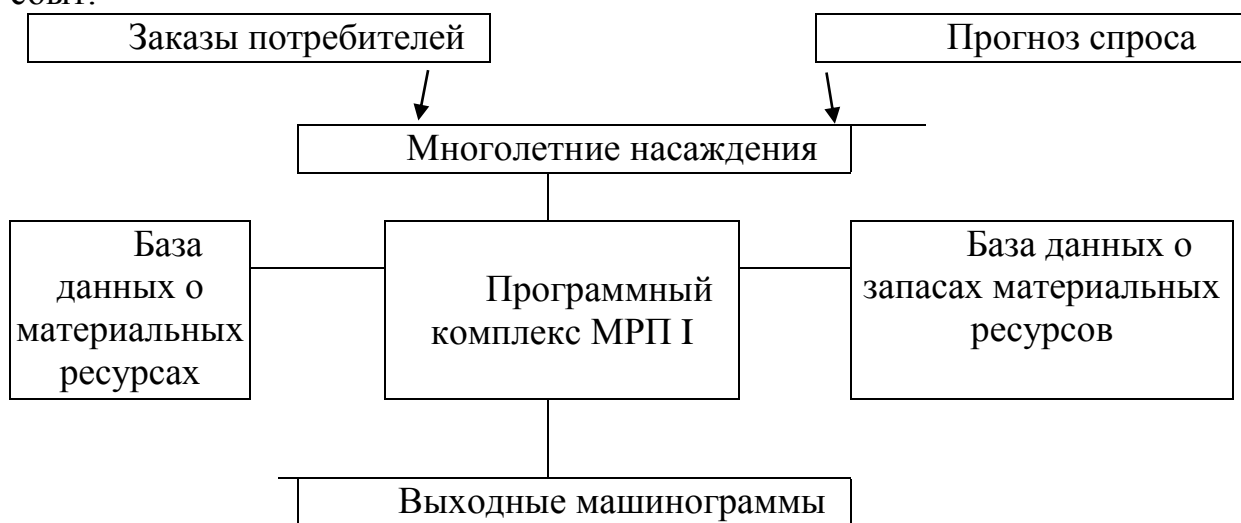 Заказы потребителей
Прогноз спроса
Многолетние насаждения
База
данных о
материальных
ресурсах
Программный
комплекс МРП I
База данных о
запасах материальных
ресурсов
Выходные машинограммы